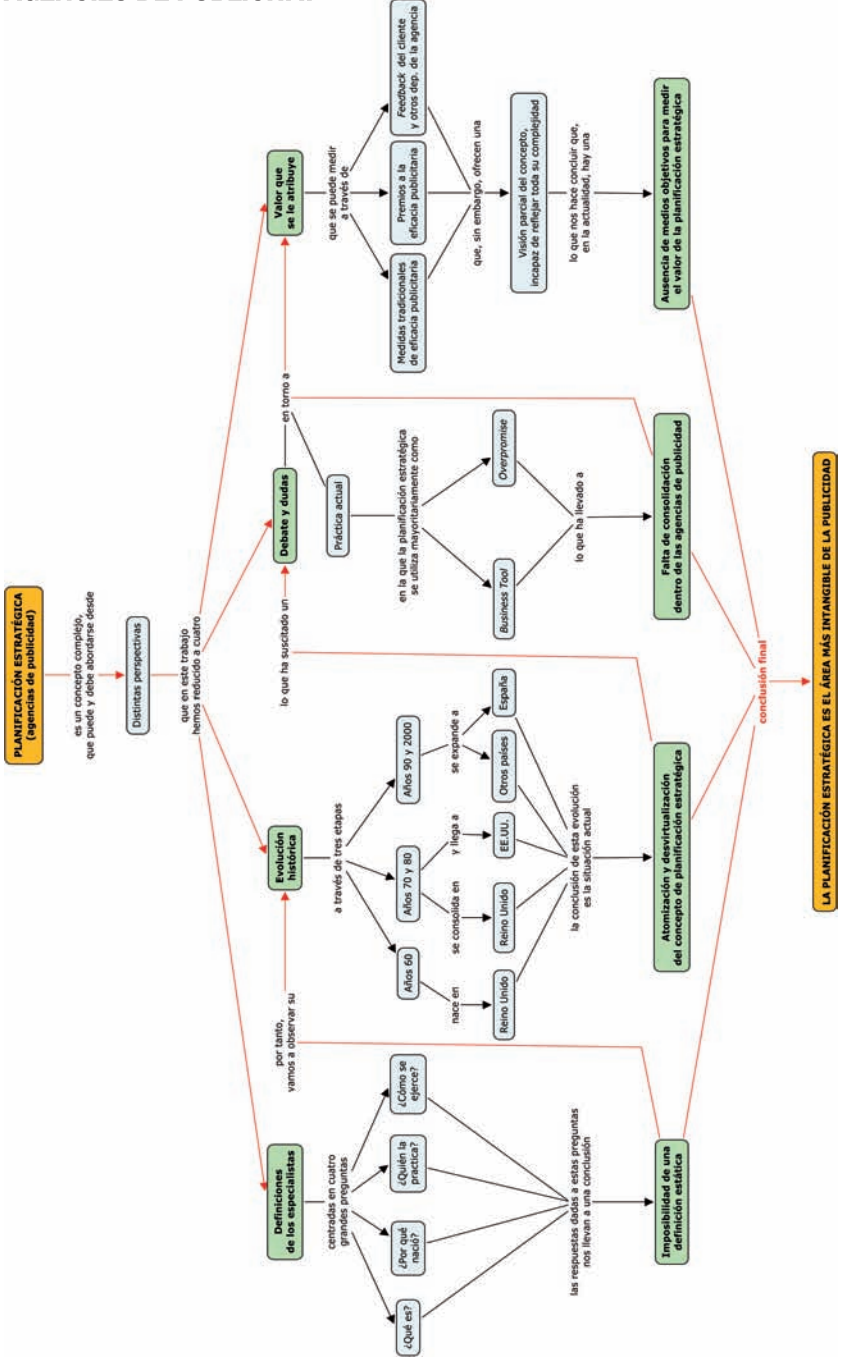 PLANIFICACIÓN ESTRATÉGICA
(agencias de publicidad)
es un concepto complejo,
que puede y debe abordarse desde
Distintas perspectivas
que en este trabajo
hemos reducido a cuatro
por tanto,
vamos a observar su
lo que ha suscitado un
en torno a
Definiciones
de los especialistas
Evolución
histórica
Debate y dudas
Valor que
se le atribuye
centradas en cuatro
grandes preguntas
¿Qué es?
¿Por qué
nació?
¿Quién la
practica?
¿Cómo se
ejerce?
las respuestas dadas a estas preguntas
nos llevan a una conclusión
Imposibilidad de una
definición estática
a través de tres etapas
Años 60
Años 70 y 80
Años 90 y 2000
nace en
se consolida en
y llega a
se expande a
Reino Unido
Reino Unido
EE.UU.
Otros países
España
la conclusión de esta evolución
es la situación actual
Atomización y desvirtualización
del concepto de planificación estratégica
Práctica actual
en la que la planificación estratégica
se utiliza mayoritariamente como
Business Tool
Overpromise
lo que ha llevado a
Falta de consolidación
dentro de las agencias de publicidad
que se puede medir
a través de
Medidas tradicionales
de eficacia publicitaria
Premios a la
eficacia publicitaria
Feedback del cliente
y otros dep. de la agencia
que, sin embargo, ofrecen una
Visión parcial del concepto,
incapaz de reflejar toda su complejidad
lo que nos hace concluir que,
en la actualidad, hay una
Ausencia de medios objetivos para medir
el valor de la planificación estratégica
conclusión final
LA PLANIFICACIÓN ESTRATÉGICA ES EL ÁREA MÁS INTANGIBLE DE LA PUBLICIDAD